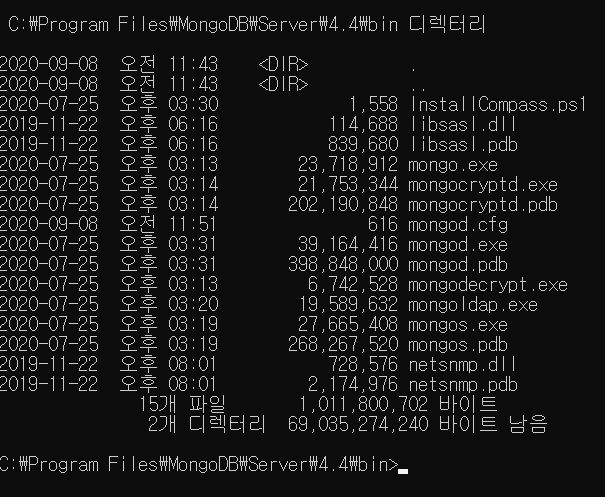 C:₩Program Files₩MongoDB₩Server₩4.4₩bin 디렉터리
2020-09-08 오전 11:43 <DIR> .
2020-09-08 오전 11:43 <DIR> ..
2020-07-25 오후 03:30 1,558 InstallCompass.ps1
2019-11-22 오후 06:16 114,688 libsasl.dll
2019-11-22 오후 06:16 839,680 libsasl.pdb
2020-07-25 오후 03:13 23,718,912 mongo.exe
2020-07-25 오후 03:14 21,753,344 mongocryptd.exe
2020-07-25 오후 03:14 202,190,848 mongocryptd.pdb
2020-09-08 오전 11:51 616 mongod.cfg
2020-07-25 오후 03:31 39,164,416 mongod.exe
2020-07-25 오후 03:31 398,848,000 mongod.pdb
2020-07-25 오후 03:13 6,742,528 mongodecrypt.exe
2020-07-25 오후 03:20 19,589,632 mongoldap.exe
2020-07-25 오후 03:19 27,665,408 mongos.exe
2020-07-25 오후 03:19 268,267,520 mongos.pdb
2019-11-22 오후 08:01 728,576 netsnmp.dll
2019-11-22 오후 08:01 2,174,976 netsnmp.pdb
15개 파일 1,011,800,702 바이트
2개 디렉터리 69,035,274,240 바이트 남음
C:₩Program Files₩MongoDB₩Server₩4.4₩bin>